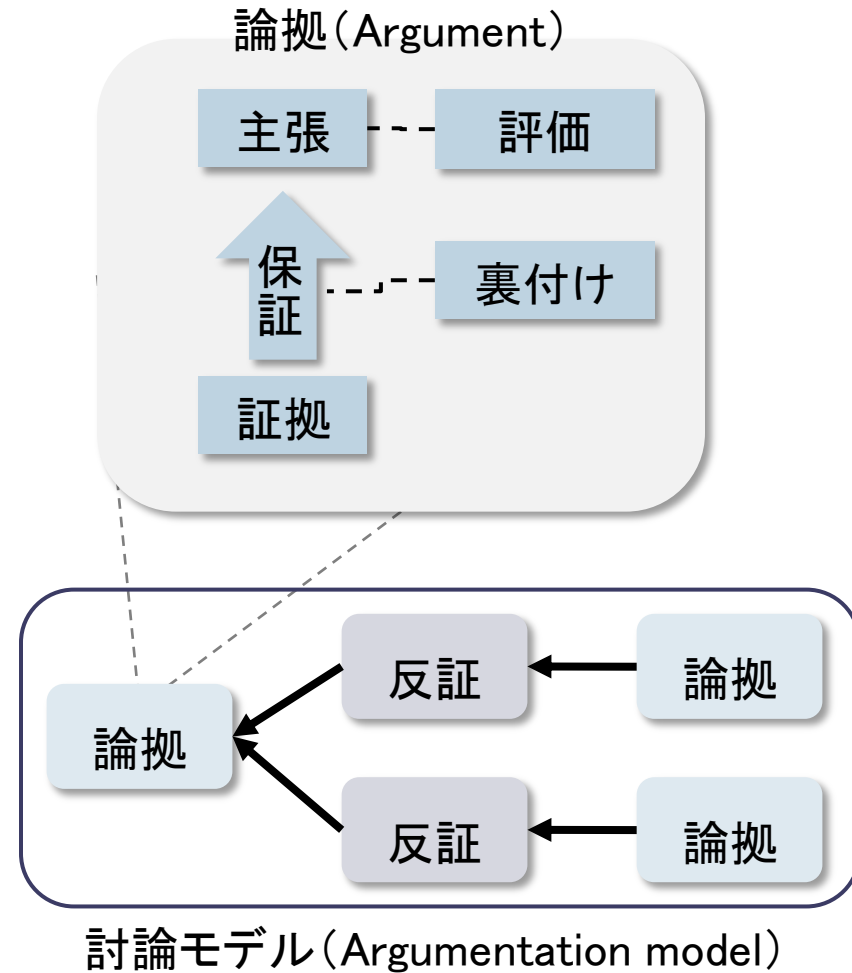 論拠（Argument）
主張
評価
保
証
裏付け
証拠
反証
論拠
論拠
反証
論拠
討論モデル（Argumentation model）